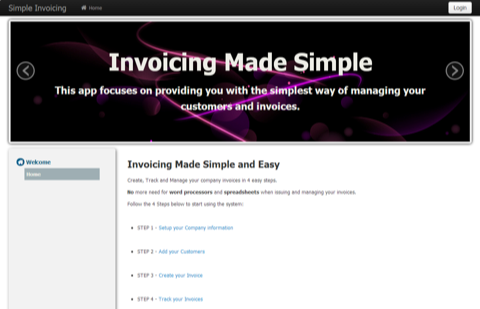 Simple Invoicing
Home
Login
Invoicing Made Simple
This app focuses on providing you with the simplest way of managing your
customers and invoices.
Welcome
Home
Invoicing Made Simple and Easy
Create, Track and Manage your company invoices in 4 easy steps.
No more need for word processors and spreadsheets when issuing and managing your invoices.
Follow the 4 Steps below to start using the system:
STEP 1 - Setup your Company information
STEP 2 - Add your Customers
STEP 3 - Create your Invoice
STEP 4 - Track your Invoices